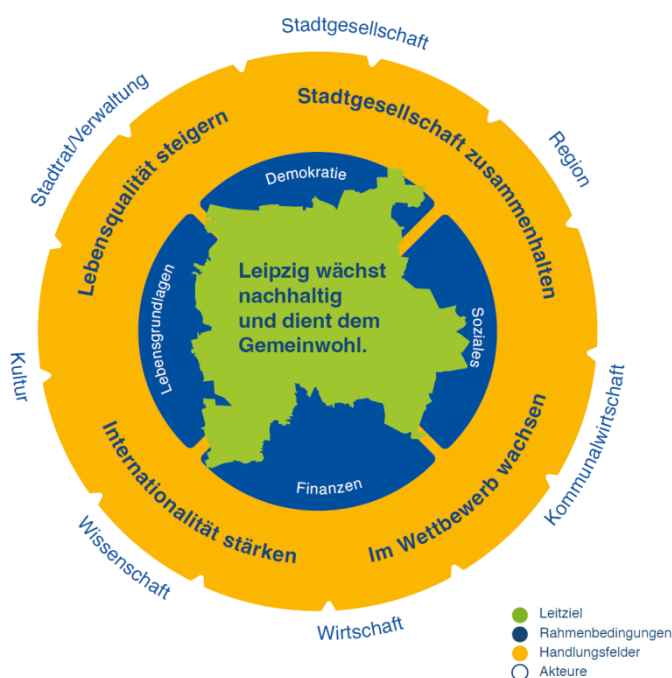 Stadtgesellschaft
Stadtrat/Verwaltung
Region
Lebensqualität steigern
Stadtgesellschaft zusammenhalten
Demokratie
Lebensgrundlagen
Leipzig wächst
nachhaltig
und dient dem
Gemeinwohl.
Soziales
Kultur
Kommunalwirtschaft
Finanzen
Internationalität stärken
Im Wettbewerb wachsen
Wissenschaft
Wirtschaft
Leitziel
Rahmenbedingungen
Handlungsfelder
Akteure